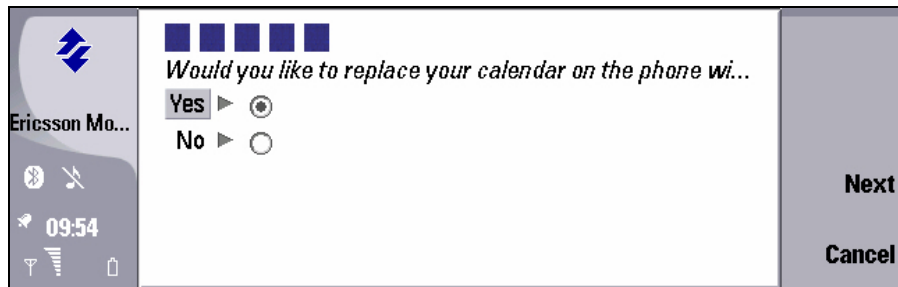 Would you like to replace your calendar on the phone wi...
Yes
No
Ericsson Mo...
09:54
Next
Cancel